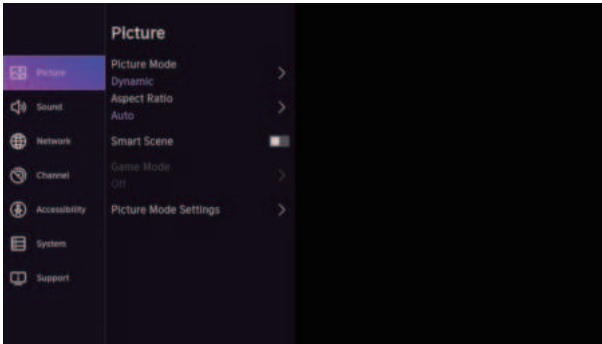 Picture
Picture
Picture Mode
Dynamic
Sound
Aspect Ratio
Auto
Network
Smart Scene
Channel
Game Mode
Off
Accessibility
Picture Mode Settings
System
Support